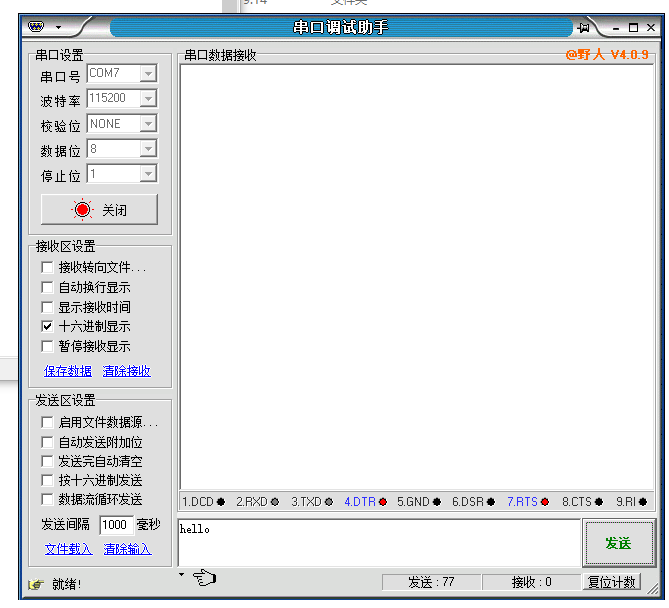 9.14 文件夹
串口调试助手
串口设置
串口号 COM7
波特率 115200
校验位 NONE
数据位 8
停止位 1
关闭
接收区设置
接收转向文件...
自动换行显示
显示接收时间
十六进制显示
暂停接收显示
保存数据 清除接收
发送区设置
启用文件数据源...
自动发送附加位
发送完自动清空
按十六进制发送
数据流循环发送
发送间隔 1000 毫秒
文件载入 清除输入
就绪!
串口数据接收
@野人 V4.0.9
1.DCD 2.RXD 3.TXD 4.DTR 5.GND 6.DSR 7.RTS 8.CTS 9.RI
hello
发送
发送 : 77 接收 : 0 复位计数